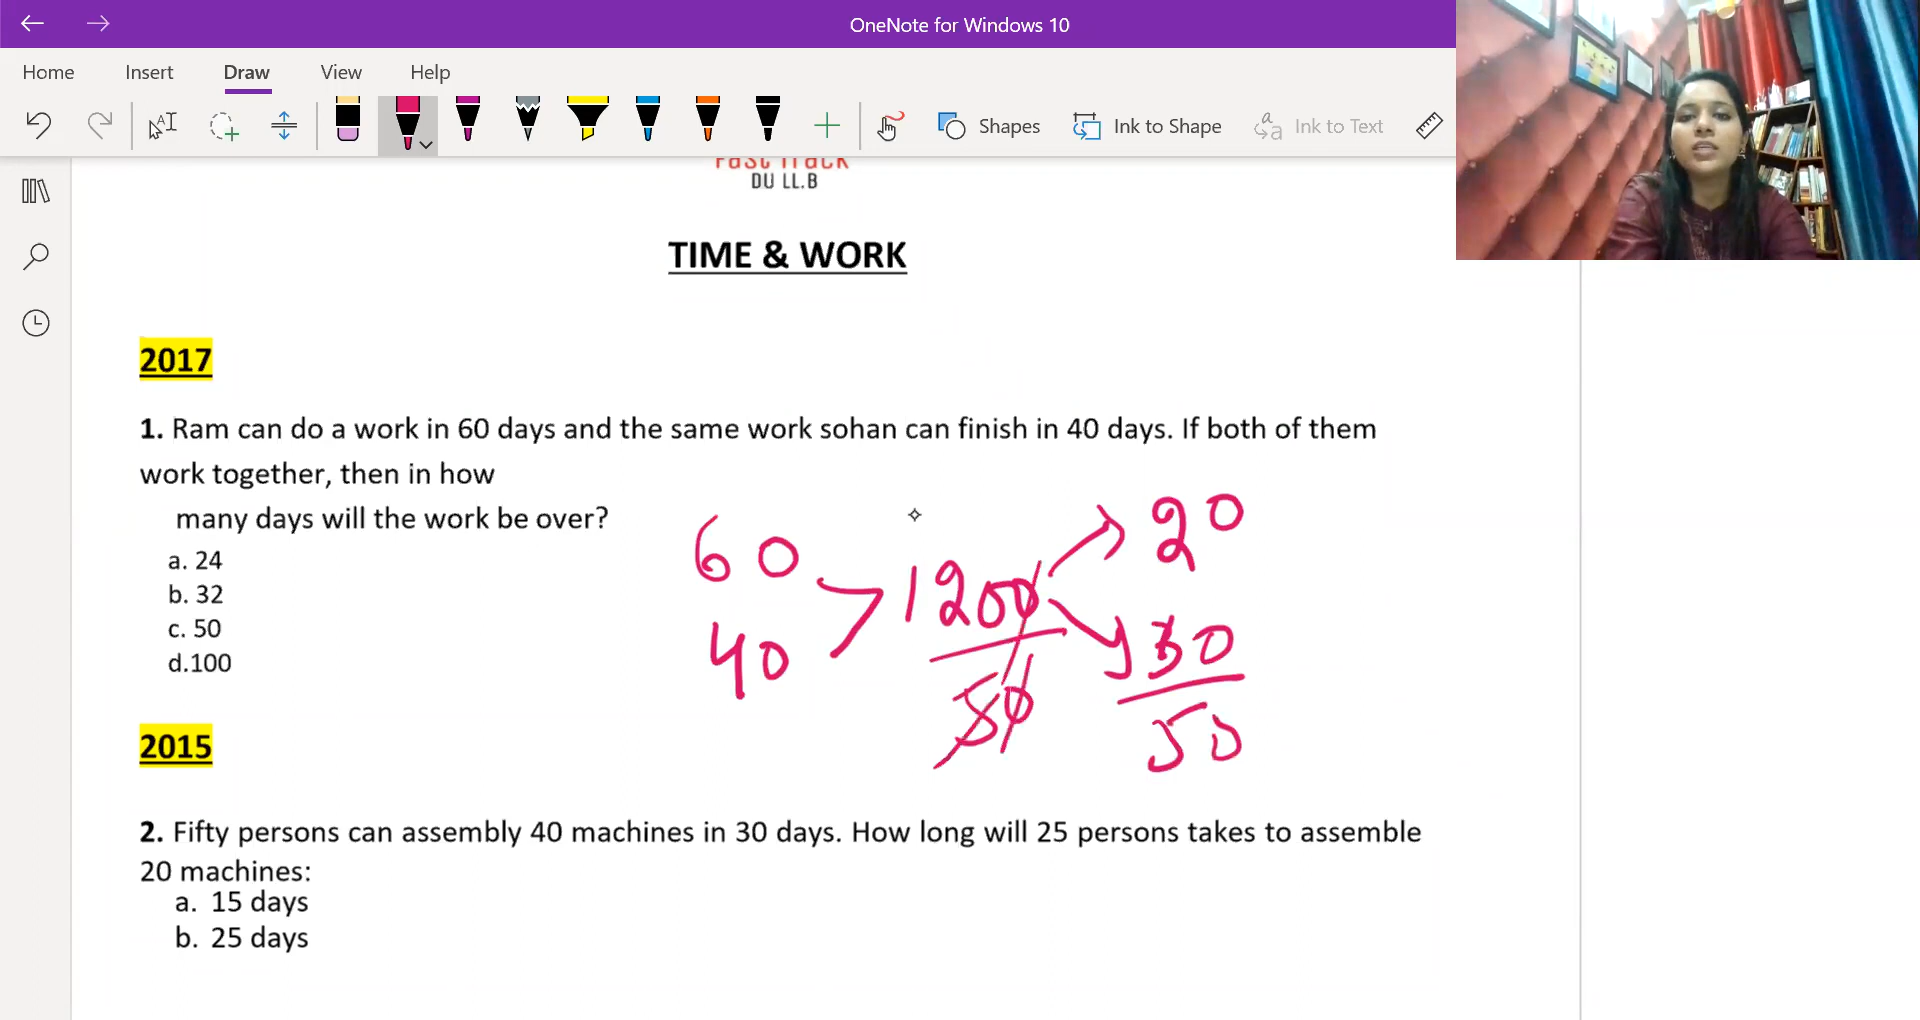 OneNote for Windows 10
Home Insert Draw View Help
Shapes Ink to Shape Ink to Text
Fast Track
DU LL.B
TIME & WORK
2017
1. Ram can do a work in 60 days and the same work sohan can finish in 40 days. If both of them
work together, then in how
many days will the work be over?
a. 24
b. 32
c. 50
d.100
60
40
1200
50
20
30
50
2015
2. Fifty persons can assembly 40 machines in 30 days. How long will 25 persons takes to assemble
20 machines:
a. 15 days
b. 25 days